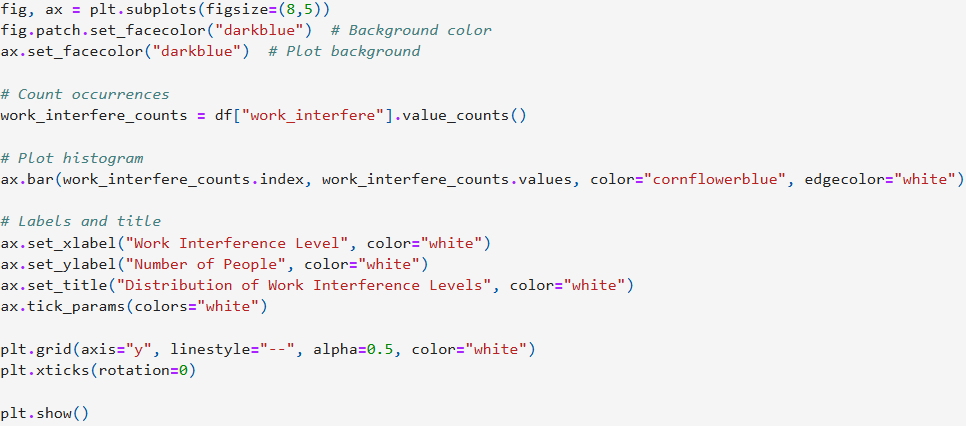 fig, ax = plt.subplots(figsize=(8,5))
fig.patch.set_facecolor("darkblue")  # Background color
ax.set_facecolor("darkblue")  # Plot background
# Count occurrences
work_interfere_counts = df["work_interfere"].value_counts()
# Plot histogram
ax.bar(work_interfere_counts.index, work_interfere_counts.values, color="cornflowerblue", edgecolor="white")
# Labels and title
ax.set_xlabel("Work Interference Level", color="white")
ax.set_ylabel("Number of People", color="white")
ax.set_title("Distribution of Work Interference Levels", color="white")
ax.tick_params(colors="white")
plt.grid(axis="y", linestyle="--", alpha=0.5, color="white")
plt.xticks(rotation=0)
plt.show()